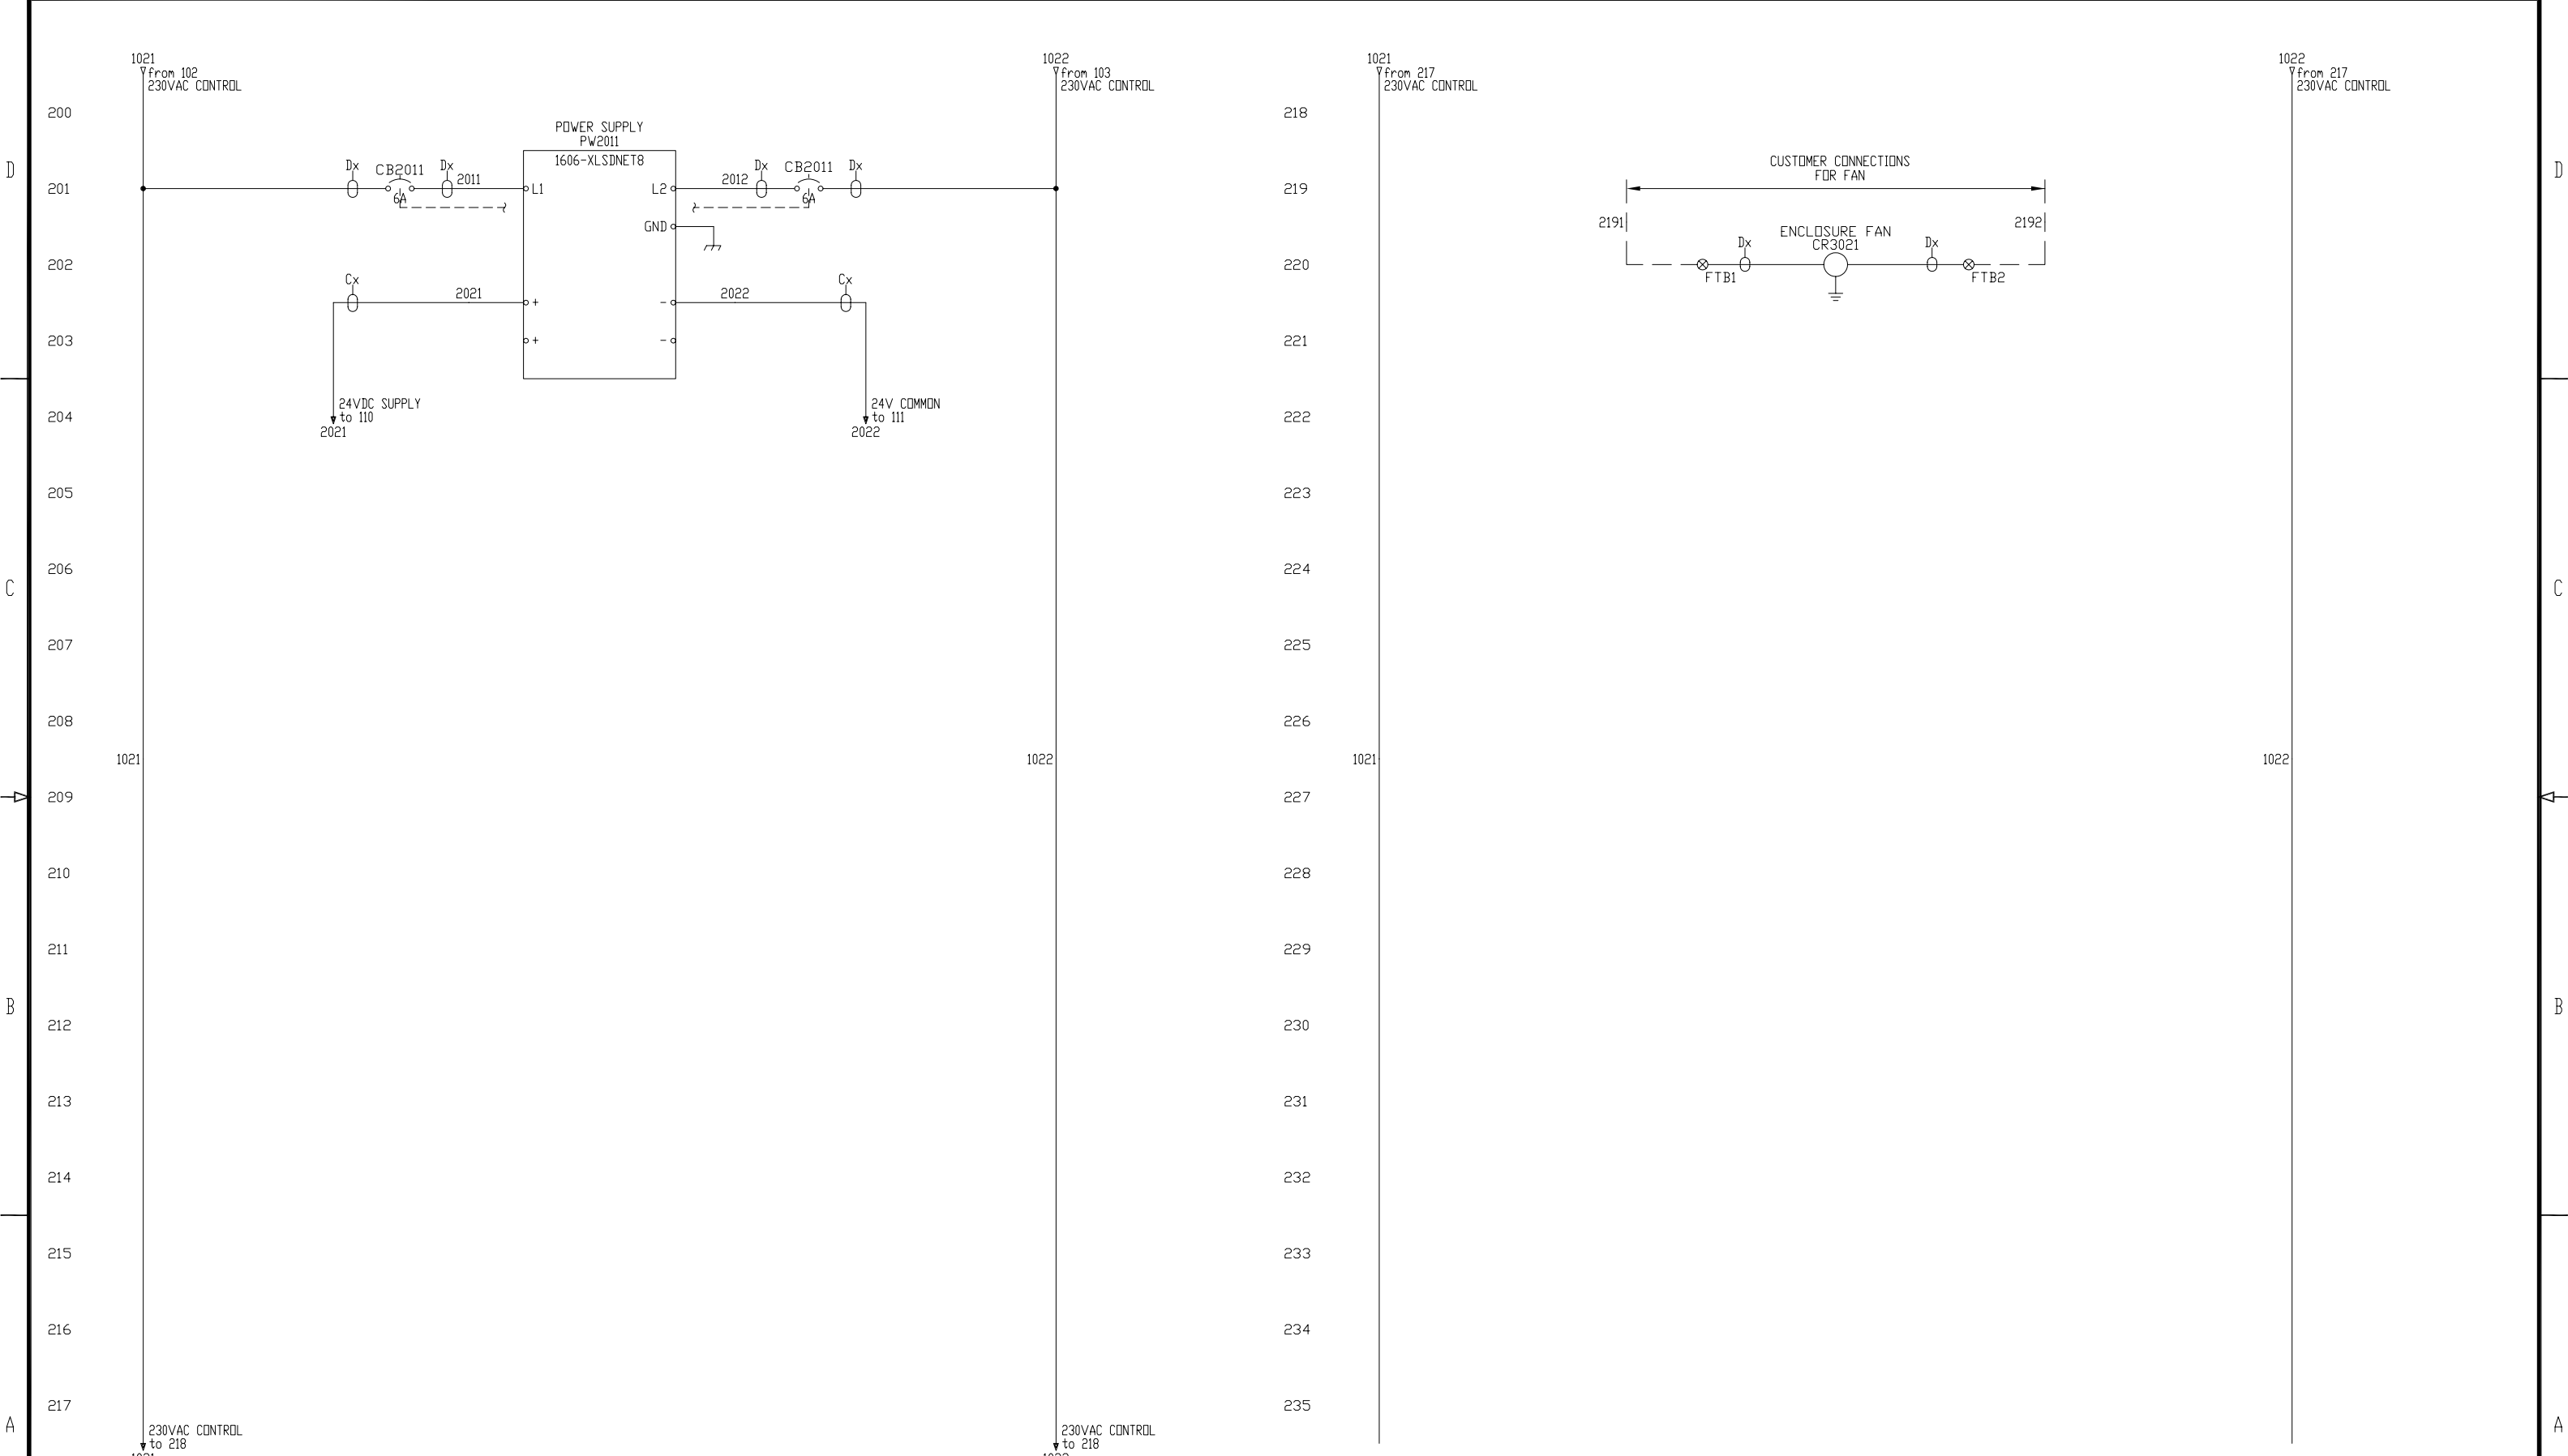 1021
from 102
230VAC CONTROL
1022
from 103
230VAC CONTROL
1021
from 217
230VAC CONTROL
1022
from 217
230VAC CONTROL
200
218
POWER SUPPLY
PW2011
1606-XLSDNET8
D
201
Dx
CB2011
6A
Dx
2011
L1
L2
2012
Dx
CB2011
6A
Dx
GND
219
CUSTOMER CONNECTIONS
FOR FAN
D
2191
2192
202
220
ENCLOSURE FAN
CR3021
Dx
Dx
FTB1
FTB2
Cx
2021
+
-
2022
Cx
203
+
-
221
24VDC SUPPLY
to 110
2021
24V COMMON
to 111
2022
204
222
205
223
206
224
C
C
207
225
208
226
1021
1022
1021
1022
209
227
210
228
211
229
B
B
212
230
213
231
214
232
215
233
216
234
217
235
A
A
230VAC CONTROL
to 218
230VAC CONTROL
to 218